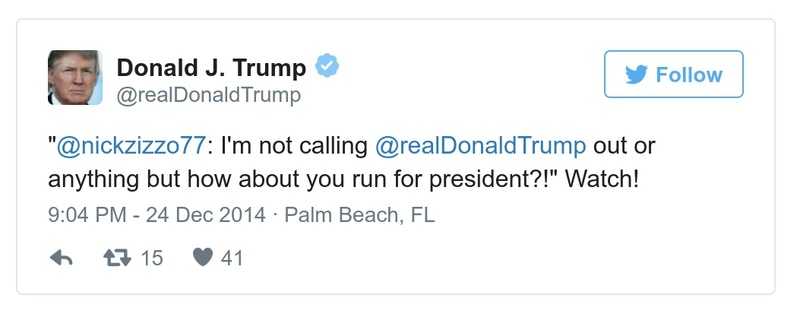 Donald J. Trump
@realDonaldTrump
Follow
"@nickzizzo77: I'm not calling @realDonaldTrump out or
anything but how about you run for president?!" Watch!
9:04 PM - 24 Dec 2014 · Palm Beach, FL
15 41